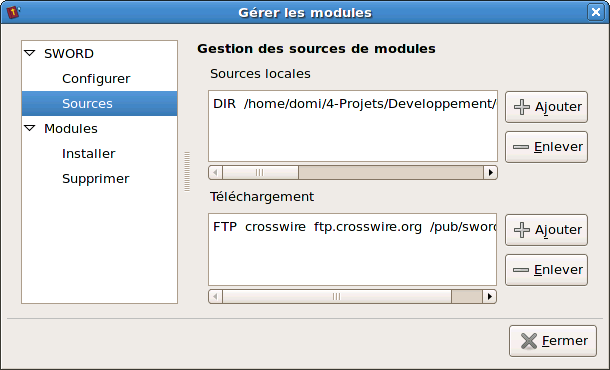 Gérer les modules
SWORD
Configurer
Sources
Modules
Installer
Supprimer
Gestion des sources de modules
Sources locales
DIR /home/domi/4-Projets/Developpement/
Ajouter
Enlever
Téléchargement
FTP crosswire ftp.crosswire.org /pub/sword
Ajouter
Enlever
Fermer